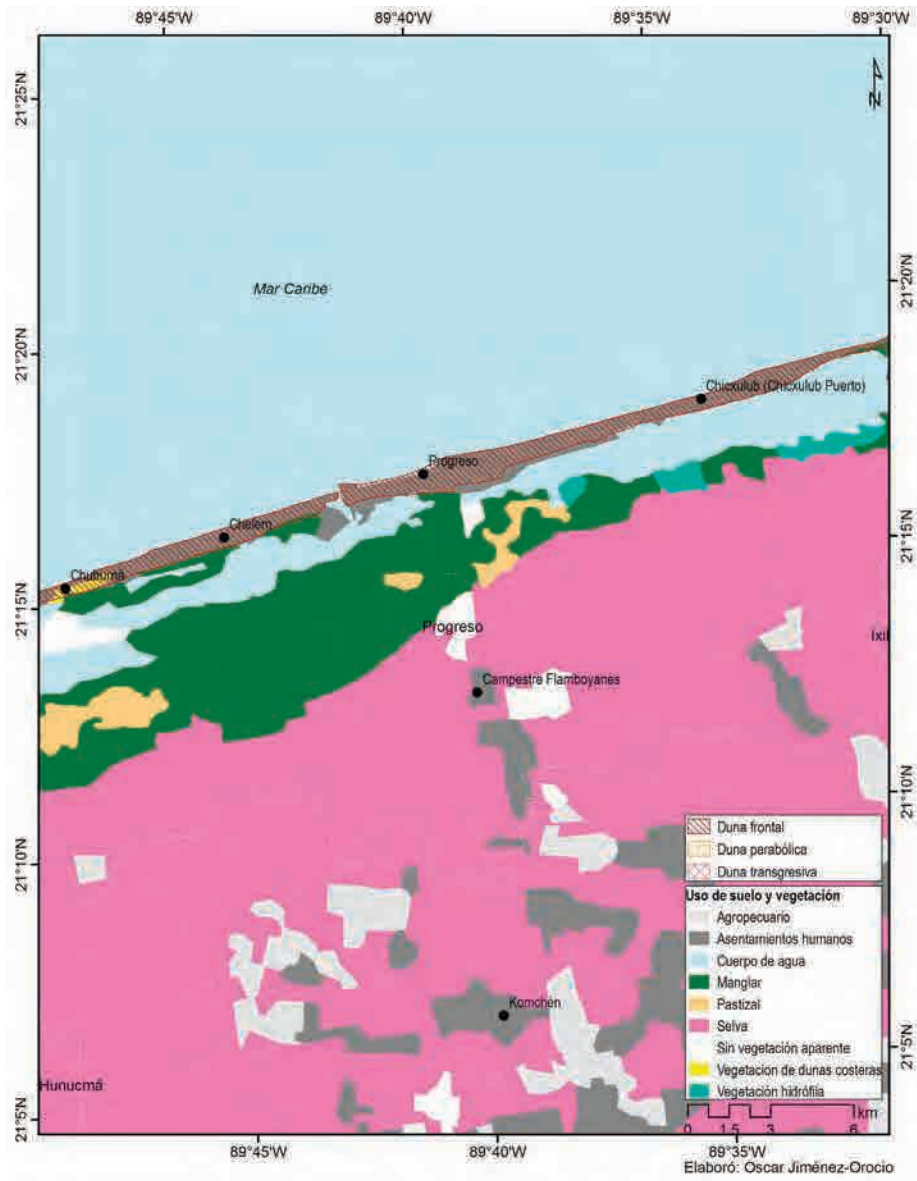 89°45'W
89°40'W
89°35'W
89°30'W
21°25'N
Mar Caribe
21°20'N
21°20'N
Chicxulub (Chicxulub Puerto)
Progreso
Chelem
21°15'N
Chuburná
21°15'N
Progreso
Ixil
Campestre Flamboyanes
21°10'N
Duna frontal
Duna parabólica
Duna transgresiva
21°10'N
Uso de suelo y vegetación
Agropecuario
Asentamientos humanos
Cuerpo de agua
Manglar
Pastizal
Selva
Komchén
21°5'N
Sin vegetación aparente
Vegetación de dunas costeras
Vegetación hidrófila
Hunucmá
21°5'N
km
0 1.5 3 6
89°45'W
89°40'W
89°35'W
Elaboró: Oscar Jiménez-Orocio
N